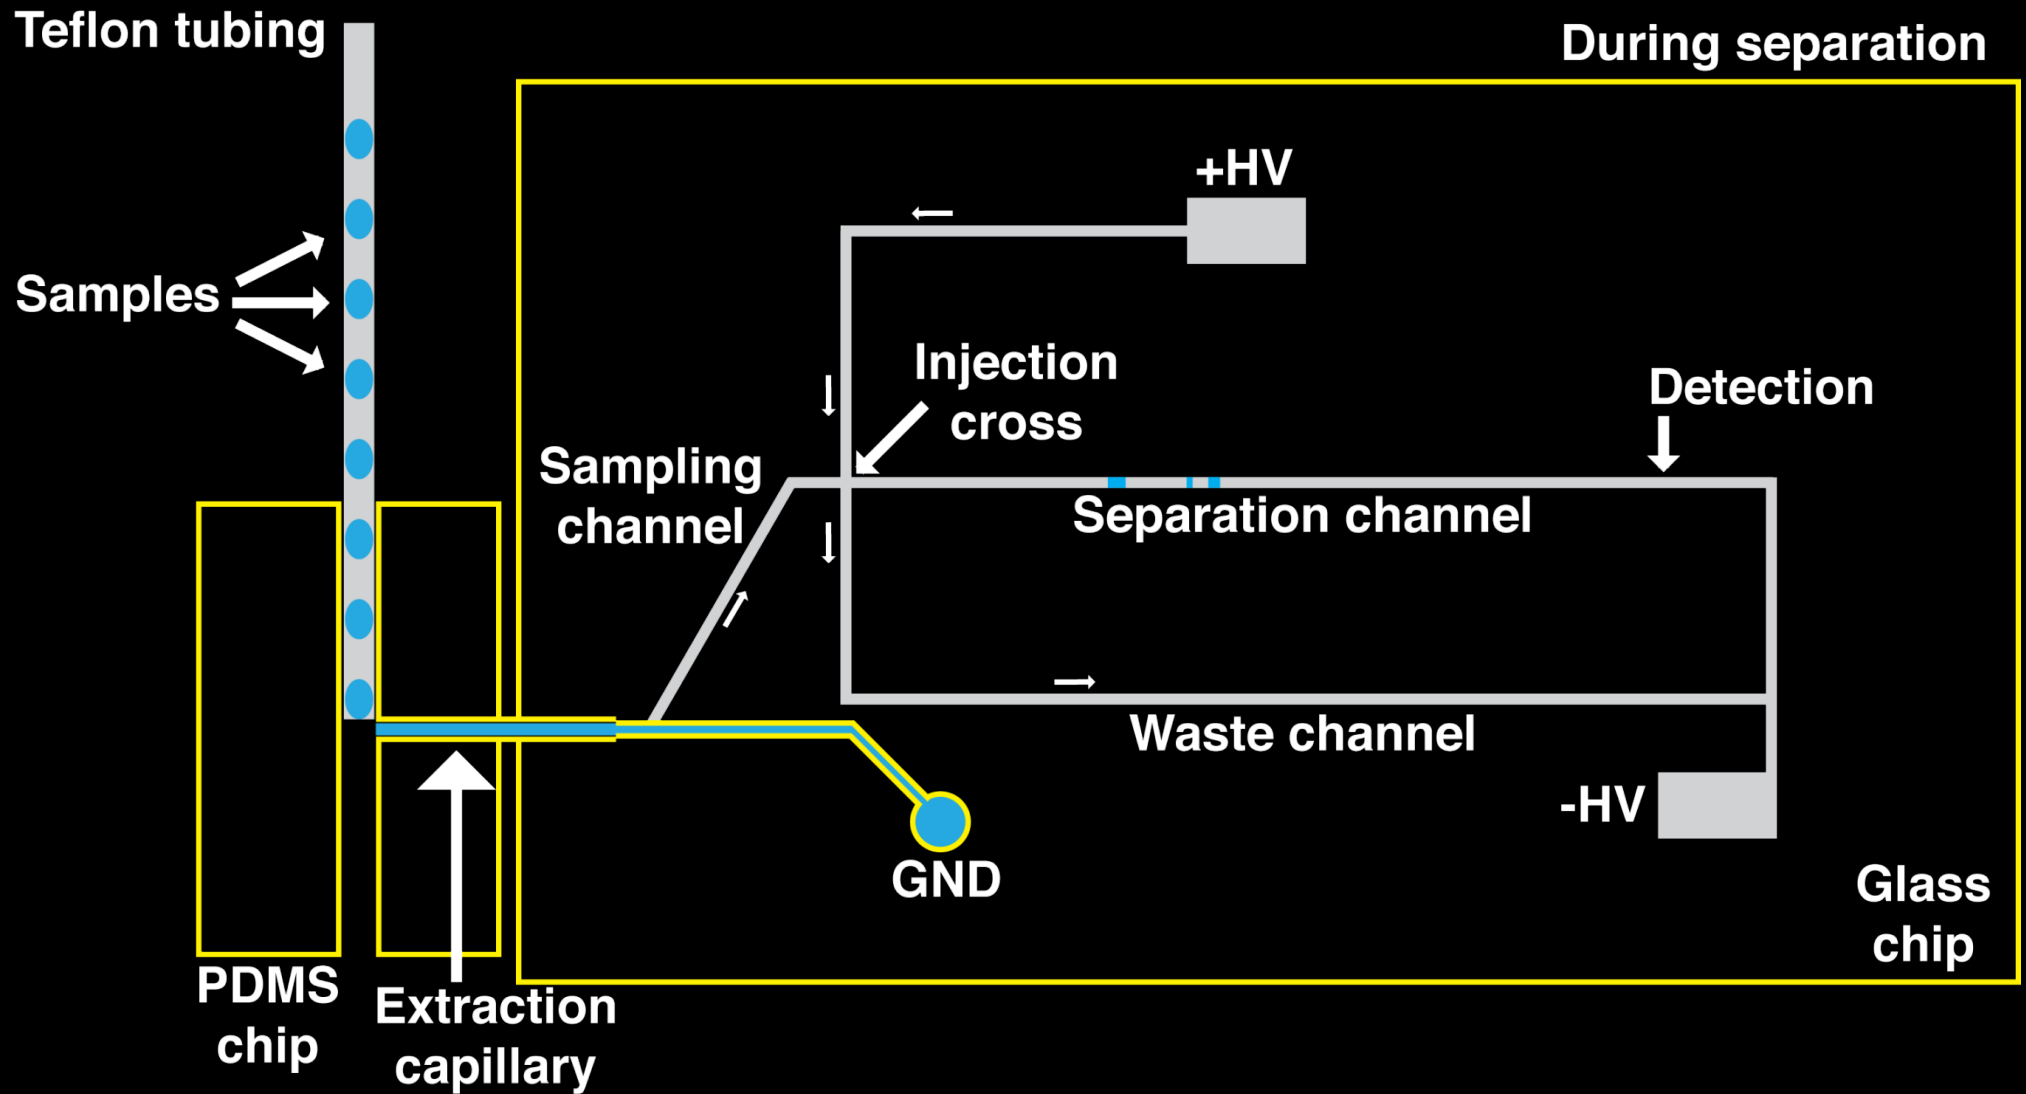 Teflon tubing
During separation
+HV
Samples
Injection
cross
Detection
Sampling
channel
Separation channel
Waste channel
-HV
GND
Glass
chip
PDMS
chip
Extraction
capillary